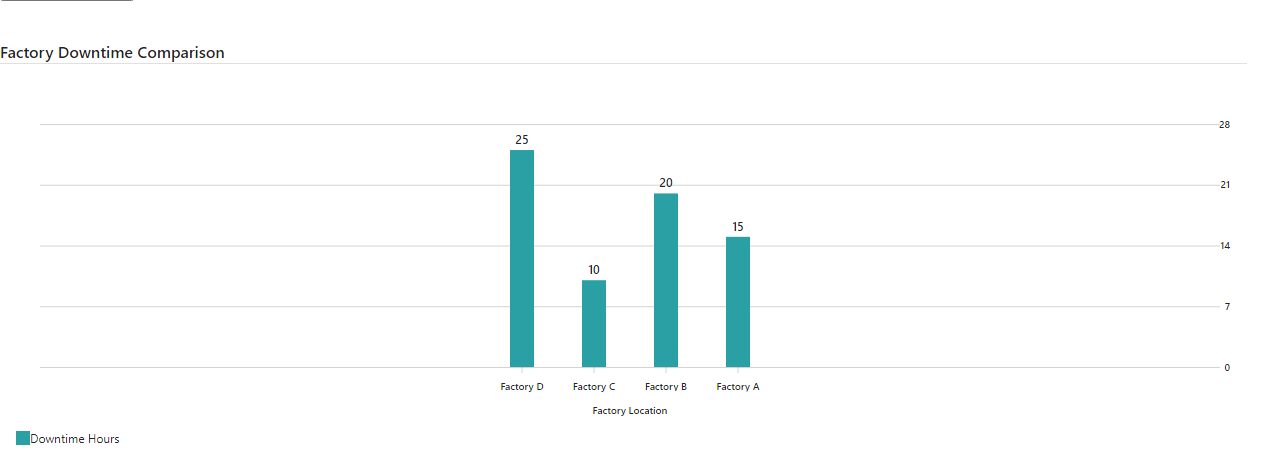 Factory Downtime Comparison
28
25
21
20
15
14
10
7
0
Factory D Factory C Factory B Factory A
Factory Location
Downtime Hours